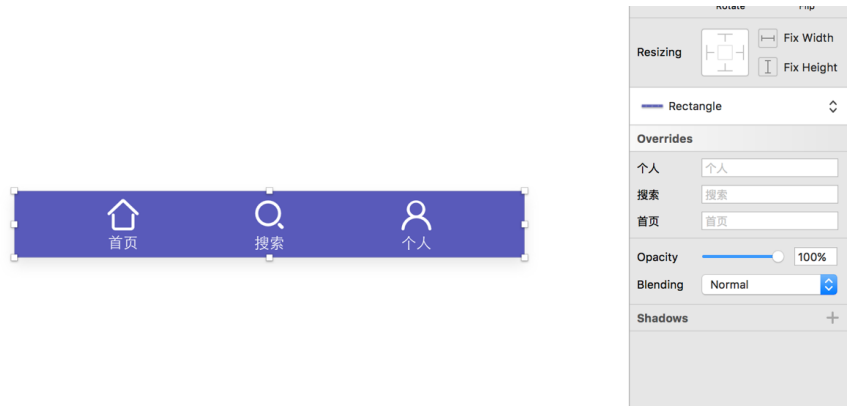 Rotate Flip
Resizing
Fix Width
Fix Height
Rectangle
Overrides
个人 个人
搜索 搜索
首页 首页
Opacity 100%
Blending Normal
Shadows
首页 搜索 个人